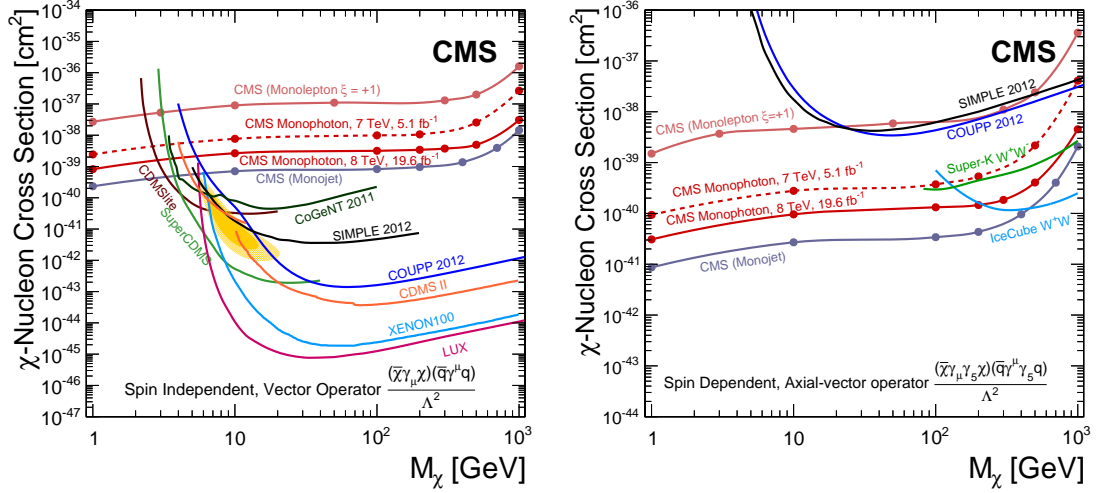 χ-Nucleon Cross Section [cm²]
10⁻³⁴
10⁻³⁵
10⁻³⁶
10⁻³⁷
10⁻³⁸
10⁻³⁹
10⁻⁴⁰
10⁻⁴¹
10⁻⁴²
10⁻⁴³
10⁻⁴⁴
10⁻⁴⁵
10⁻⁴⁶
10⁻⁴⁷
CMS
CMS (Monolepton ξ = +1)
CMS Monophoton, 7 TeV, 5.1 fb⁻¹
CMS Monophoton, 8 TeV, 19.6 fb⁻¹
CMS (Monojet)
CDMSlite
SuperCDMS
CoGeNT 2011
SIMPLE 2012
COUPP 2012
CDMS II
XENON100
LUX
Spin Independent, Vector Operator (χ̄γ_μχ)(q̄γ^μq)
Λ²
1 10 10² 10³
M_χ [GeV]
χ-Nucleon Cross Section [cm²]
10⁻³⁶
10⁻³⁷
10⁻³⁸
10⁻³⁹
10⁻⁴⁰
10⁻⁴¹
10⁻⁴²
10⁻⁴³
10⁻⁴⁴
CMS
SIMPLE 2012
CMS (Monolepton ξ=+1)
COUPP 2012
Super-K W⁺W⁻
CMS Monophoton, 7 TeV, 5.1 fb⁻¹
CMS Monophoton, 8 TeV, 19.6 fb⁻¹
IceCube W⁺W⁻
CMS (Monojet)
Spin Dependent, Axial-vector operator (χ̄γ_μγ₅χ)(q̄γ^μγ₅q)
Λ²
1 10 10² 10³
M_χ [GeV]